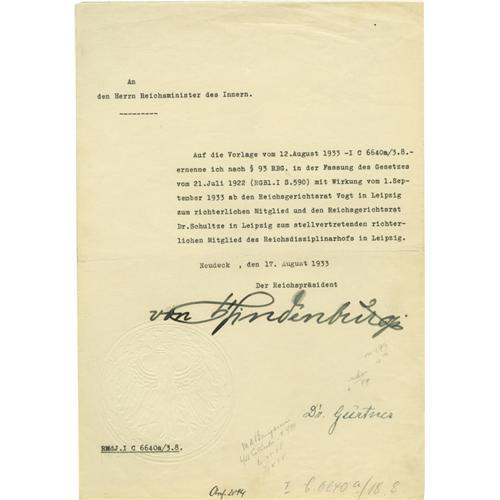 An
den Herrn Reichsminister des Innern.
Auf die Vorlage vom 12.August 1933 -I C 6640a/3.8.-
ernenne ich nach § 93 RBG. in der Fassung des Gesetzes
vom 21.Juli 1922 (RGBl.I S.590) mit Wirkung vom 1.Sep-
tember 1933 ab den Reichsgerichtsrat Vogt in Leipzig
zum richterlichen Mitglied und den Reichsgerichtsrat
Dr.Schultze in Leipzig zum stellvertretenden richter-
lichen Mitglied des Reichsdisziplinarhofs in Leipzig.
Neudeck , den 17. August 1933
Der Reichspräsident
von Hindenburg
Dr. Gürtner
RMdJ.I C 6640a/3.8.
I C 6640a/18.8